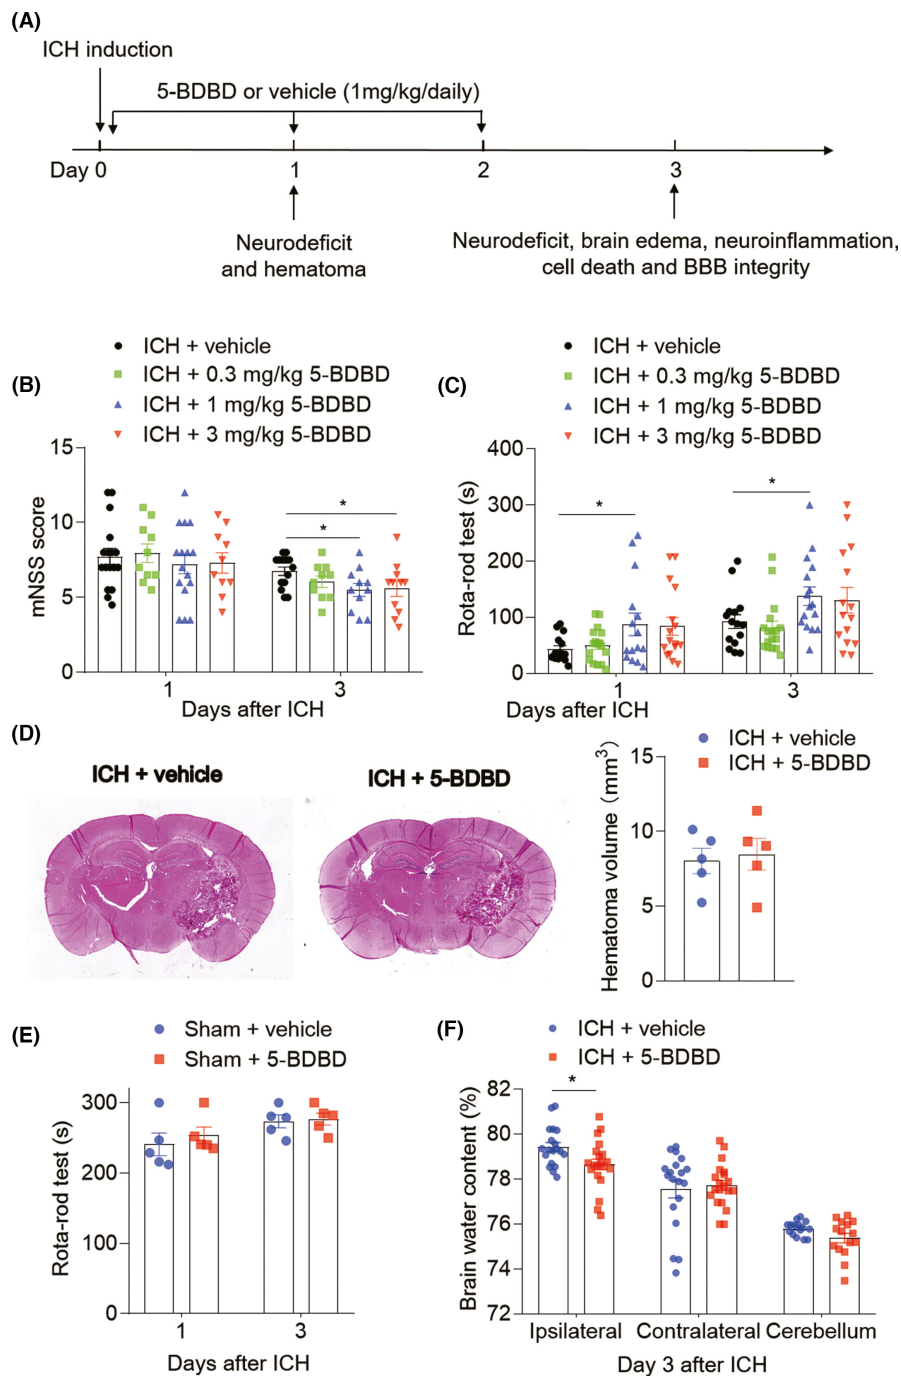 (A)
ICH induction
5-BDBD or vehicle (1mg/kg/daily)
Day 0 1 2 3
Neurodeficit
and hematoma
Neurodeficit, brain edema, neuroinflammation,
cell death and BBB integrity
(B)
ICH + vehicle
ICH + 0.3 mg/kg 5-BDBD
ICH + 1 mg/kg 5-BDBD
ICH + 3 mg/kg 5-BDBD
15
10
5
0
mNSS score
*
*
1 3
Days after ICH
(C)
ICH + vehicle
ICH + 0.3 mg/kg 5-BDBD
ICH + 1 mg/kg 5-BDBD
ICH + 3 mg/kg 5-BDBD
400
300
200
100
0
Rota-rod test (s)
*
*
1 3
Days after ICH
(D)
ICH + vehicle
ICH + 5-BDBD
ICH + vehicle
ICH + 5-BDBD
15
10
5
0
Hematoma volume (mm³)
(E)
Sham + vehicle
Sham + 5-BDBD
300
200
100
0
Rota-rod test (s)
1 3
Days after ICH
(F)
ICH + vehicle
ICH + 5-BDBD
82
80
78
76
74
72
Brain water content (%)
*
Ipsilateral Contralateral Cerebellum
Day 3 after ICH